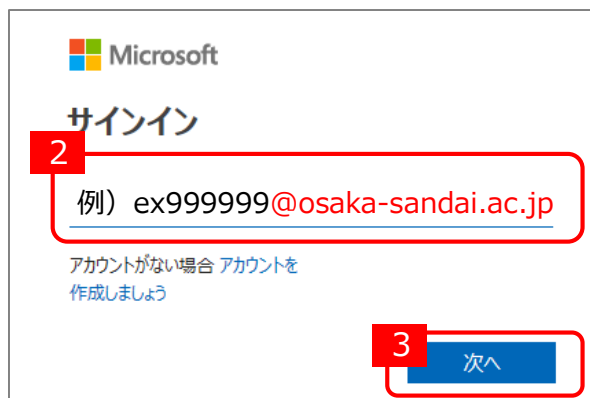 Microsoft
サインイン
2
例）ex999999@osaka-sandai.ac.jp
アカウントがない場合 アカウントを
作成しましょう
3
次へ